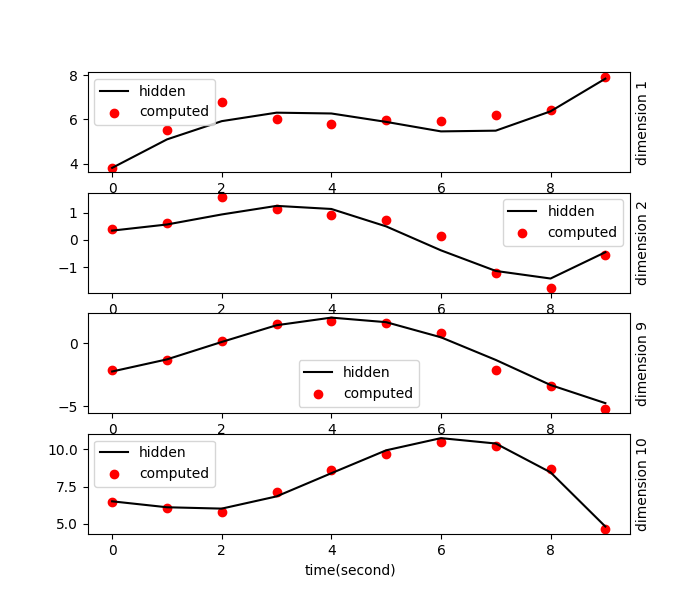 8
6
4
hidden
computed
dimension 1
0
2
4
6
8
1
0
−1
hidden
computed
dimension 2
0
2
4
6
8
0
−5
hidden
computed
dimension 9
0
2
4
6
8
10.0
7.5
5.0
hidden
computed
dimension 10
0
2
4
6
8
time(second)